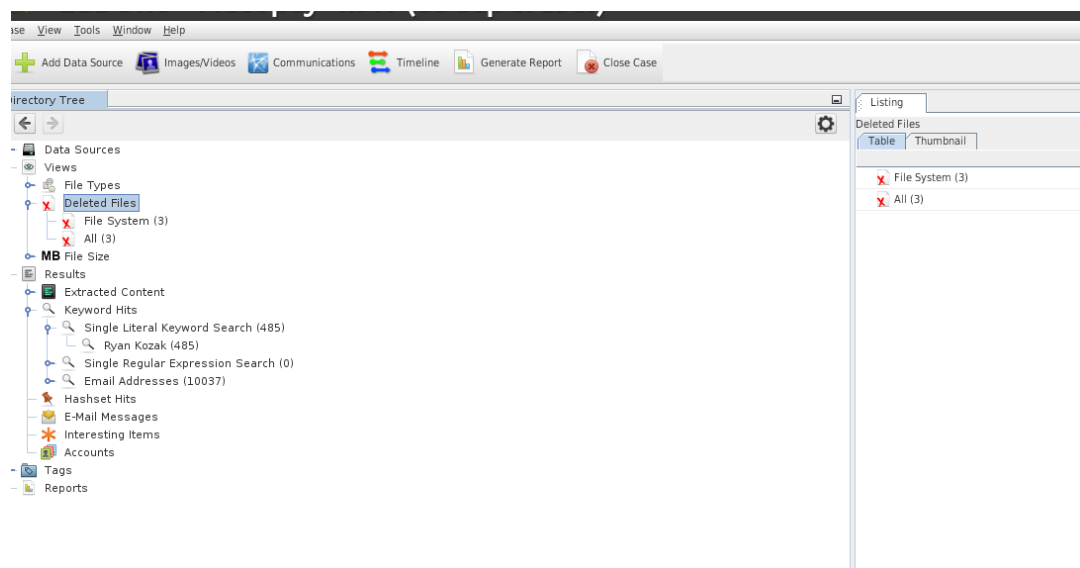 ase View Tools Window Help
Add Data Source Images/Videos Communications Timeline Generate Report Close Case
Directory Tree
Listing
Deleted Files
Table Thumbnail
Data Sources
Views
File Types
Deleted Files
File System (3)
All (3)
MB File Size
Results
Extracted Content
Keyword Hits
Single Literal Keyword Search (485)
Ryan Kozak (485)
Single Regular Expression Search (0)
Email Addresses (10037)
Hashset Hits
E-Mail Messages
Interesting Items
Accounts
Tags
Reports
File System (3)
All (3)